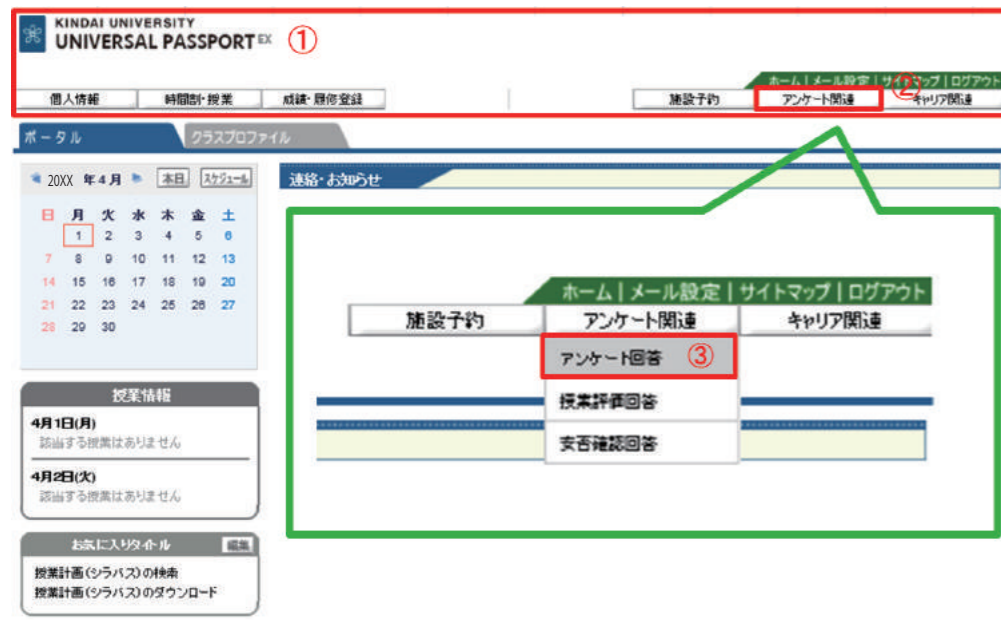 KINDAI UNIVERSITY
UNIVERSAL PASSPORT EX ①
ホーム | メール設定 | サイトマップ | ログアウト
②
個人情報 時間割・授業 成績・履修登録 施設予約 アンケート関連 キャリア関連
ポータル クラスプロファイル
20XX 年 4 月 本日 スケジュール
日 月 火 水 木 金 土
1 2 3 4 5 6
7 8 9 10 11 12 13
14 15 16 17 18 19 20
21 22 23 24 25 26 27
28 29 30
授業情報
4月1日(月)
該当する授業はありません
4月2日(火)
該当する授業はありません
お気に入りタイトル 編集
授業計画(シラバス)の検索
授業計画(シラバス)のダウンロード
連絡・お知らせ
ホーム | メール設定 | サイトマップ | ログアウト
施設予約 アンケート関連 キャリア関連
アンケート回答 ③
授業評価回答
安否確認回答